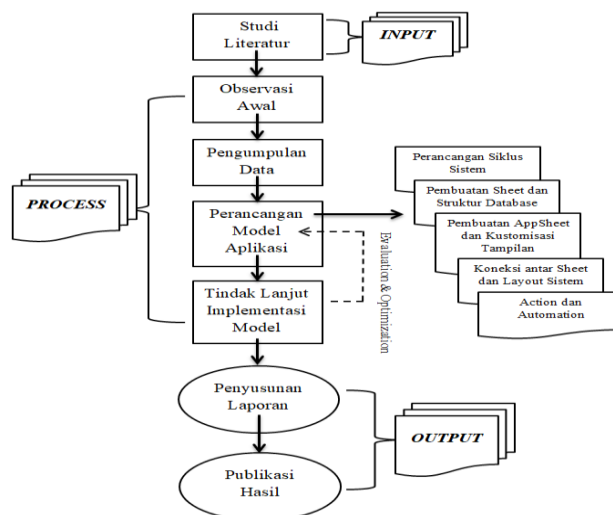 Studi
Literatur
INPUT
Observasi
Awal
Pengumpulan
Data
PROCESS
Perancangan
Model
Aplikasi
Tindak Lanjut
Implementasi
Model
Evaluation & Optimization
Perancangan Siklus
Sistem
Pembuatan Sheet dan
Struktur Database
Pembuatan AppSheet
dan Kustomisasi
Tampilan
Koneksi antar Sheet
dan Layout Sistem
Action dan
Automation
Penyusunan
Laporan
Publikasi
Hasil
OUTPUT